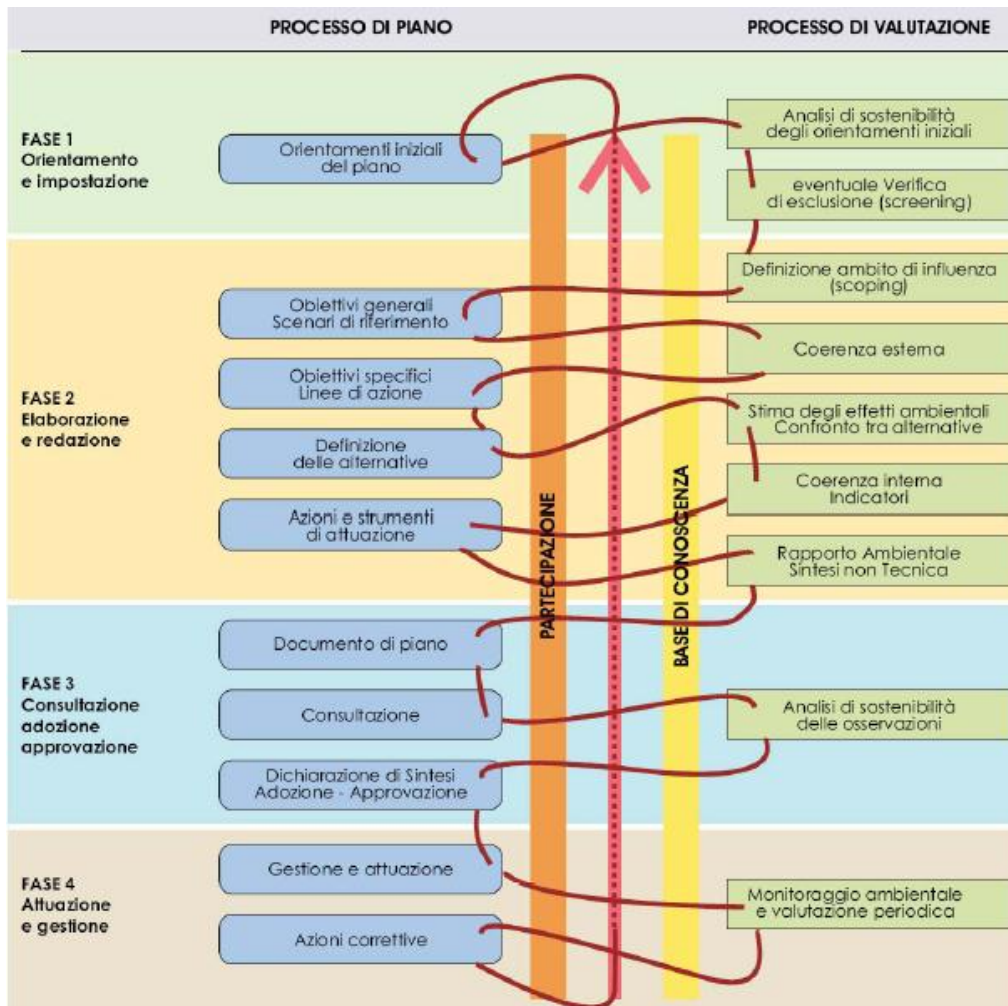 PROCESSO DI PIANO
PROCESSO DI VALUTAZIONE
FASE 1
Orientamento
e impostazione
Orientamenti iniziali
del piano
Analisi di sostenibilità
degli orientamenti iniziali
eventuale Verifica
di esclusione (screening)
FASE 2
Elaborazione
e redazione
Obiettivi generali
Scenari di riferimento
Obiettivi specifici
Linee di azione
Definizione
delle alternative
Azioni e strumenti
di attuazione
Definizione ambito di influenza
(scoping)
Coerenza esterna
Stima degli effetti ambientali
Confronto tra alternative
Coerenza interna
Indicatori
Rapporto Ambientale
Sintesi non Tecnica
PARTECIPAZIONE
BASE DI CONOSCENZA
FASE 3
Consultazione
adozione
approvazione
Documento di piano
Consultazione
Dichiarazione di Sintesi
Adozione - Approvazione
Analisi di sostenibilità
delle osservazioni
FASE 4
Attuazione
e gestione
Gestione e attuazione
Azioni correttive
Monitoraggio ambientale
e valutazione periodica